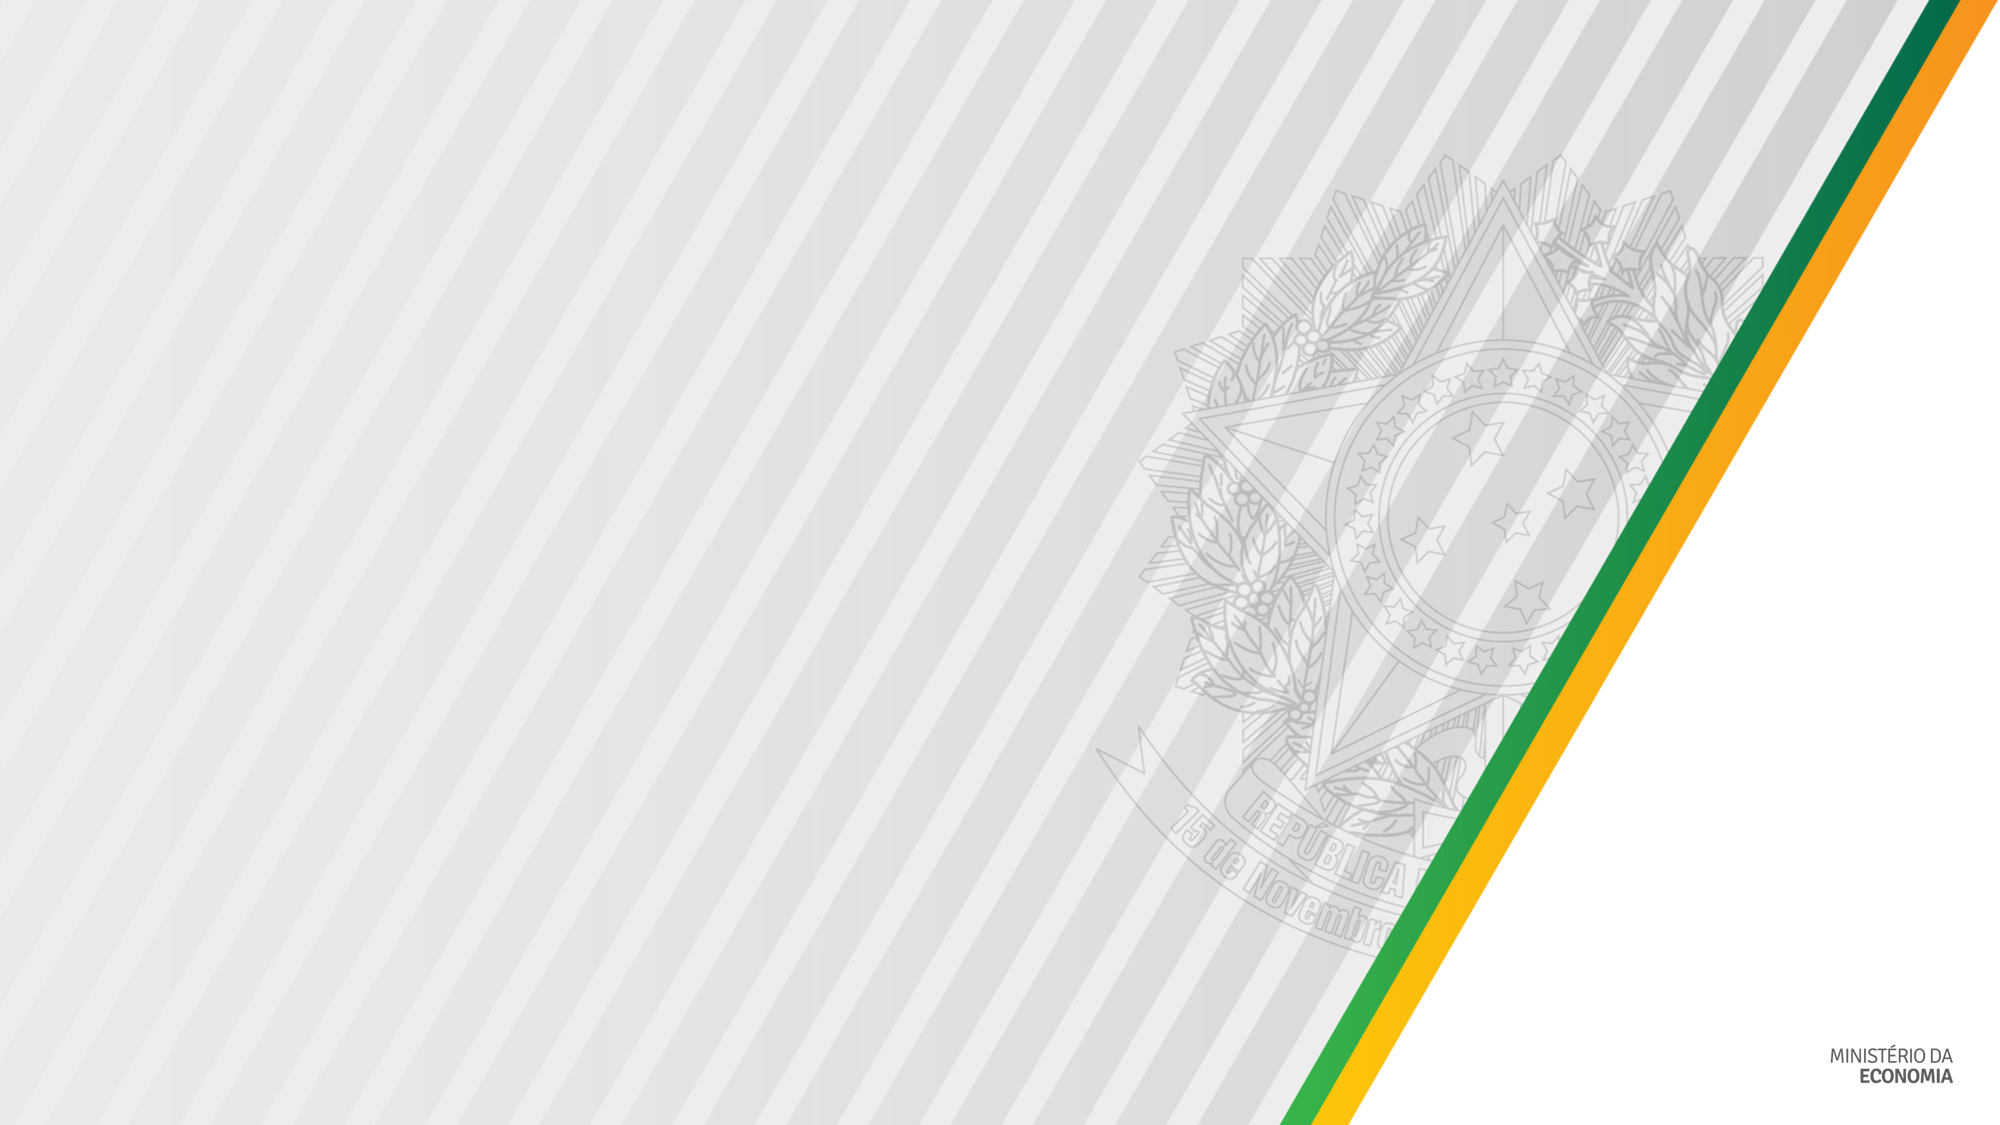 REPÚBLICA
15 de Novembro
MINISTÉRIO DA
ECONOMIA